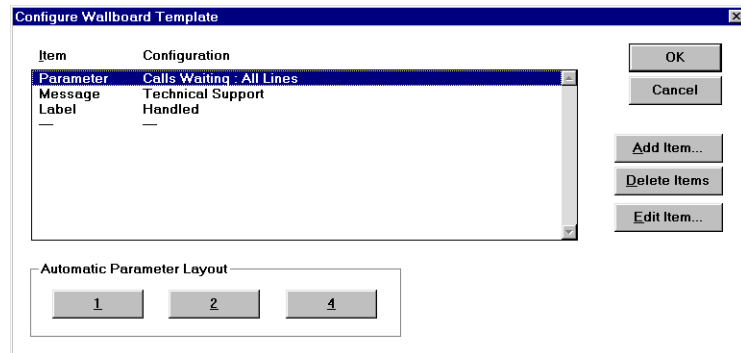 Configure Wallboard Template
Item Configuration
Parameter Calls Waiting : All Lines
Message Technical Support
Label Handled
— —
OK
Cancel
Add Item...
Delete Items
Edit Item...
Automatic Parameter Layout
1 2 4